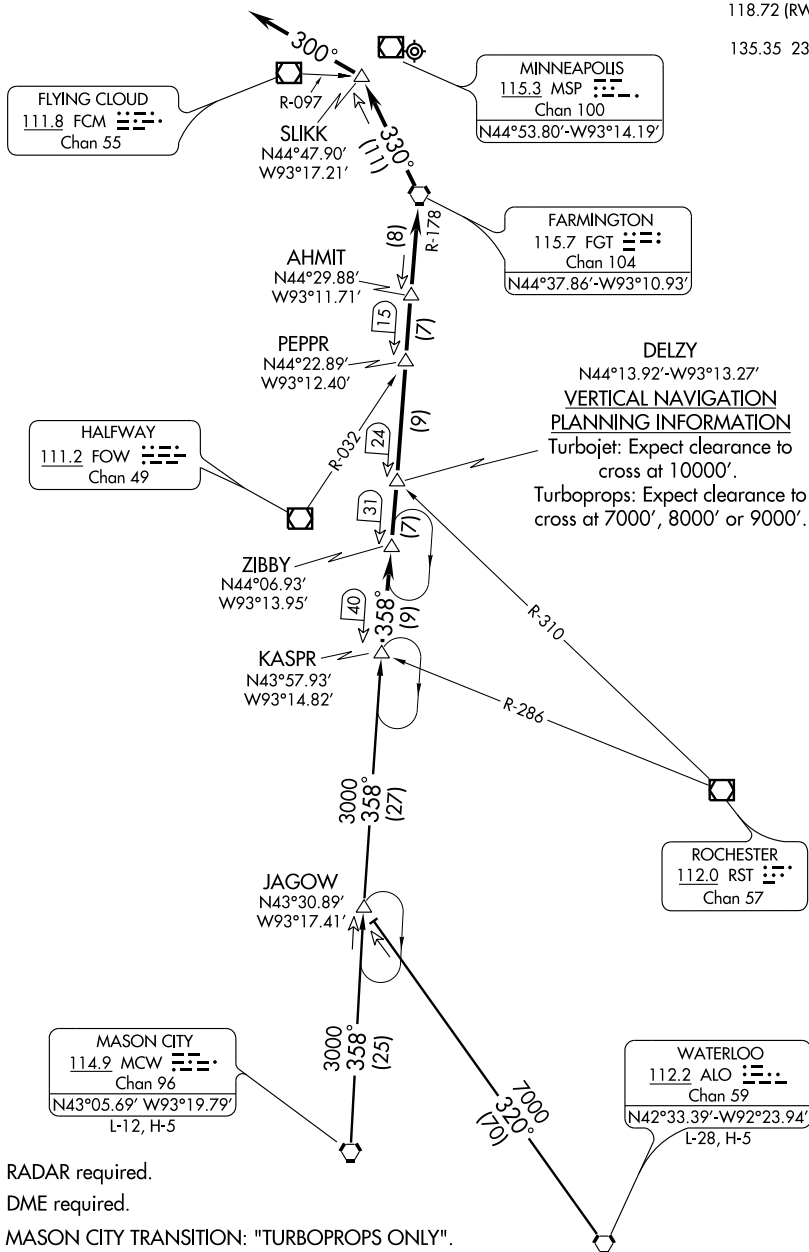 118.72 (RW
135.35 23
300°
FLYING CLOUD
111.8 FCM
Chan 55
R-097
MINNEAPOLIS
115.3 MSP
Chan 100
N44°53.80'-W93°14.19'
SLIKK
N44°47.90'
W93°17.21'
330°
(11)
FARMINGTON
115.7 FGT
Chan 104
N44°37.86'-W93°10.93'
R-178
(8)
AHMIT
N44°29.88'
W93°11.71'
15
(7)
PEPPR
N44°22.89'
W93°12.40'
DELZY
N44°13.92'-W93°13.27'
VERTICAL NAVIGATION
PLANNING INFORMATION
Turbojet: Expect clearance to
cross at 10000'.
Turboprops: Expect clearance to
cross at 7000', 8000' or 9000'.
(9)
24
HALFWAY
111.2 FOW
Chan 49
R-032
31
(7)
ZIBBY
N44°06.93'
W93°13.95'
R-310
40
358°
(9)
KASPR
N43°57.93'
W93°14.82'
R-286
3000
358°
(27)
ROCHESTER
112.0 RST
Chan 57
JAGOW
N43°30.89'
W93°17.41'
3000
358°
(25)
MASON CITY
114.9 MCW
Chan 96
N43°05.69' W93°19.79'
L-12, H-5
7000
320°
(70)
WATERLOO
112.2 ALO
Chan 59
N42°33.39'-W92°23.94'
L-28, H-5
RADAR required.
DME required.
MASON CITY TRANSITION: "TURBOPROPS ONLY".